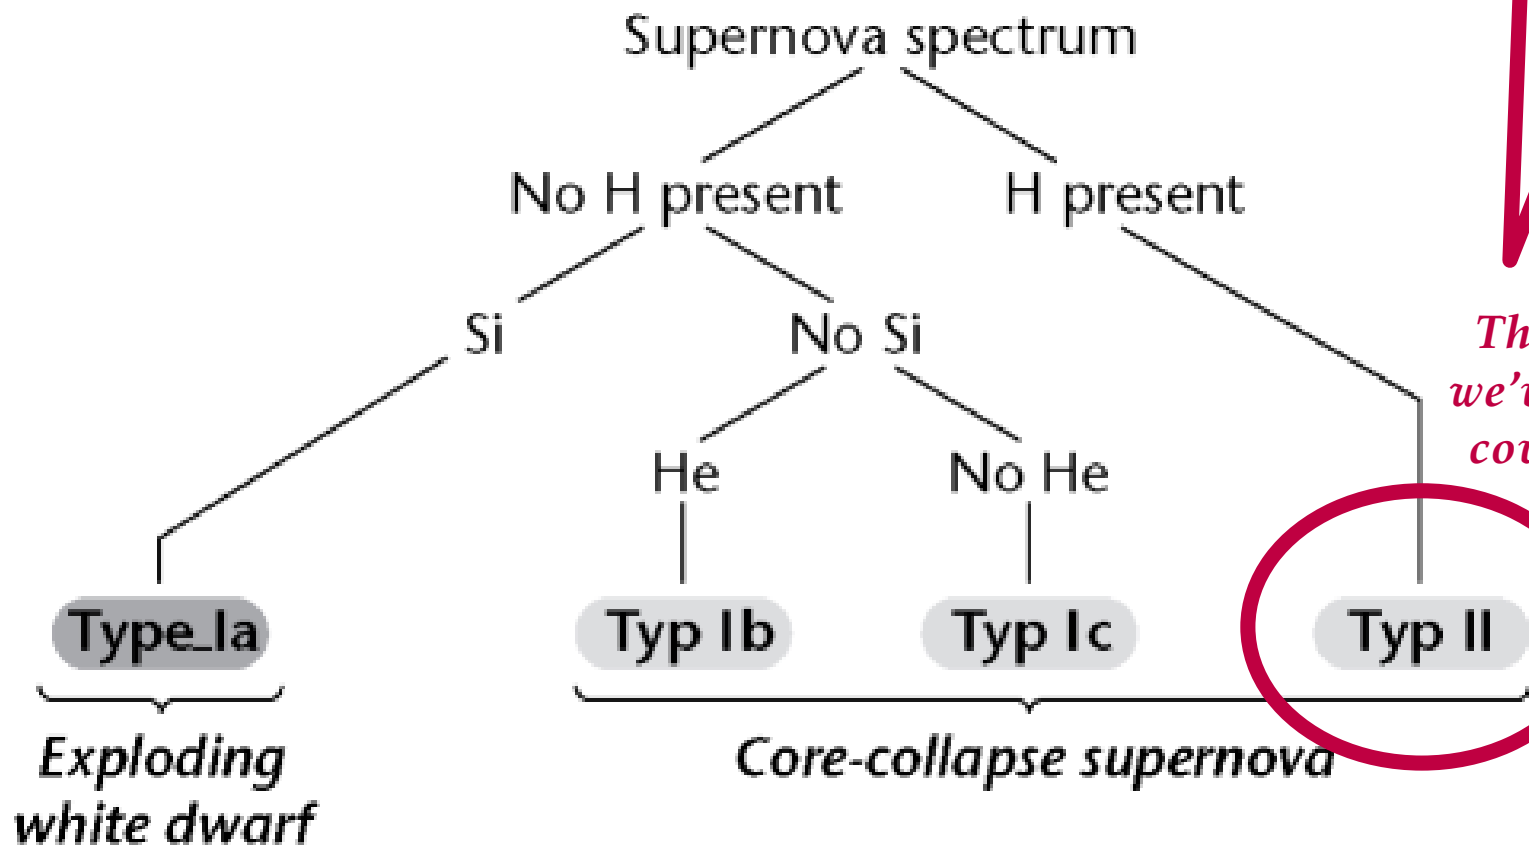 Supernova spectrum
No H present
H present
Si
No Si
He
No He
Type_Ia
Typ Ib
Typ Ic
Typ II
Exploding
white dwarf
Core-collapse supernova